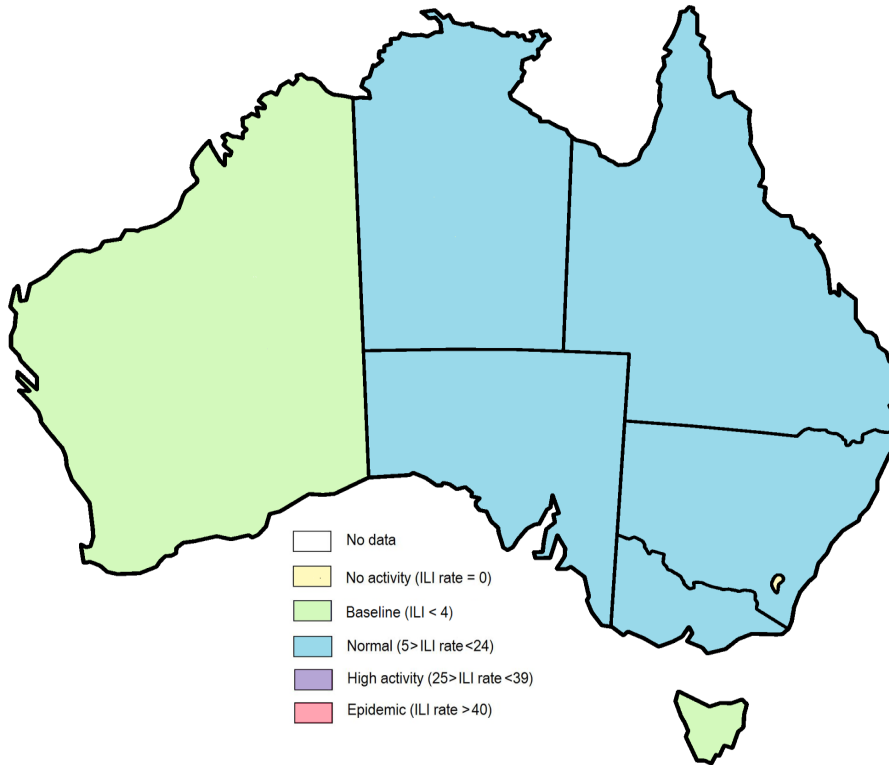 No data
No activity (ILI rate = 0)
Baseline (ILI < 4)
Normal (5>ILI rate<24)
High activity (25>ILI rate<39)
Epidemic (ILI rate >40)